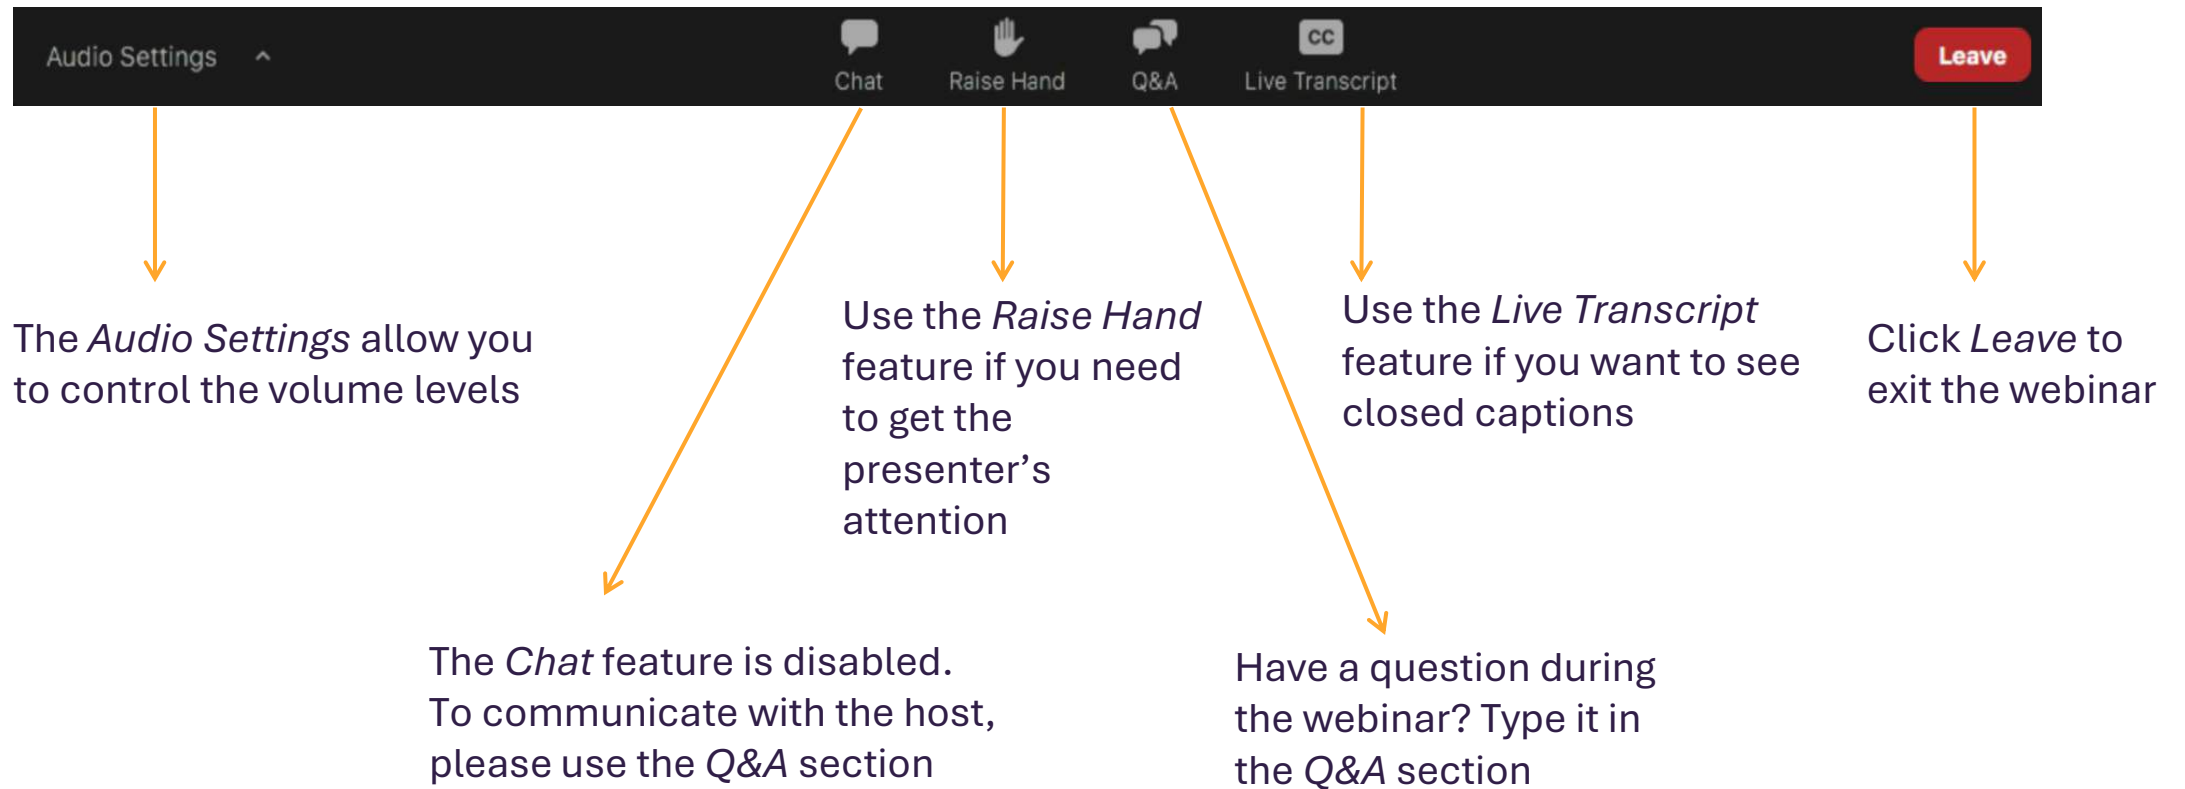 Audio Settings
Chat
Raise Hand
Q&A
CC
Live Transcript
Leave
The Audio Settings allow you
to control the volume levels
Use the Raise Hand
feature if you need
to get the
presenter’s
attention
Use the Live Transcript
feature if you want to see
closed captions
Click Leave to
exit the webinar
The Chat feature is disabled.
To communicate with the host,
please use the Q&A section
Have a question during
the webinar? Type it in
the Q&A section